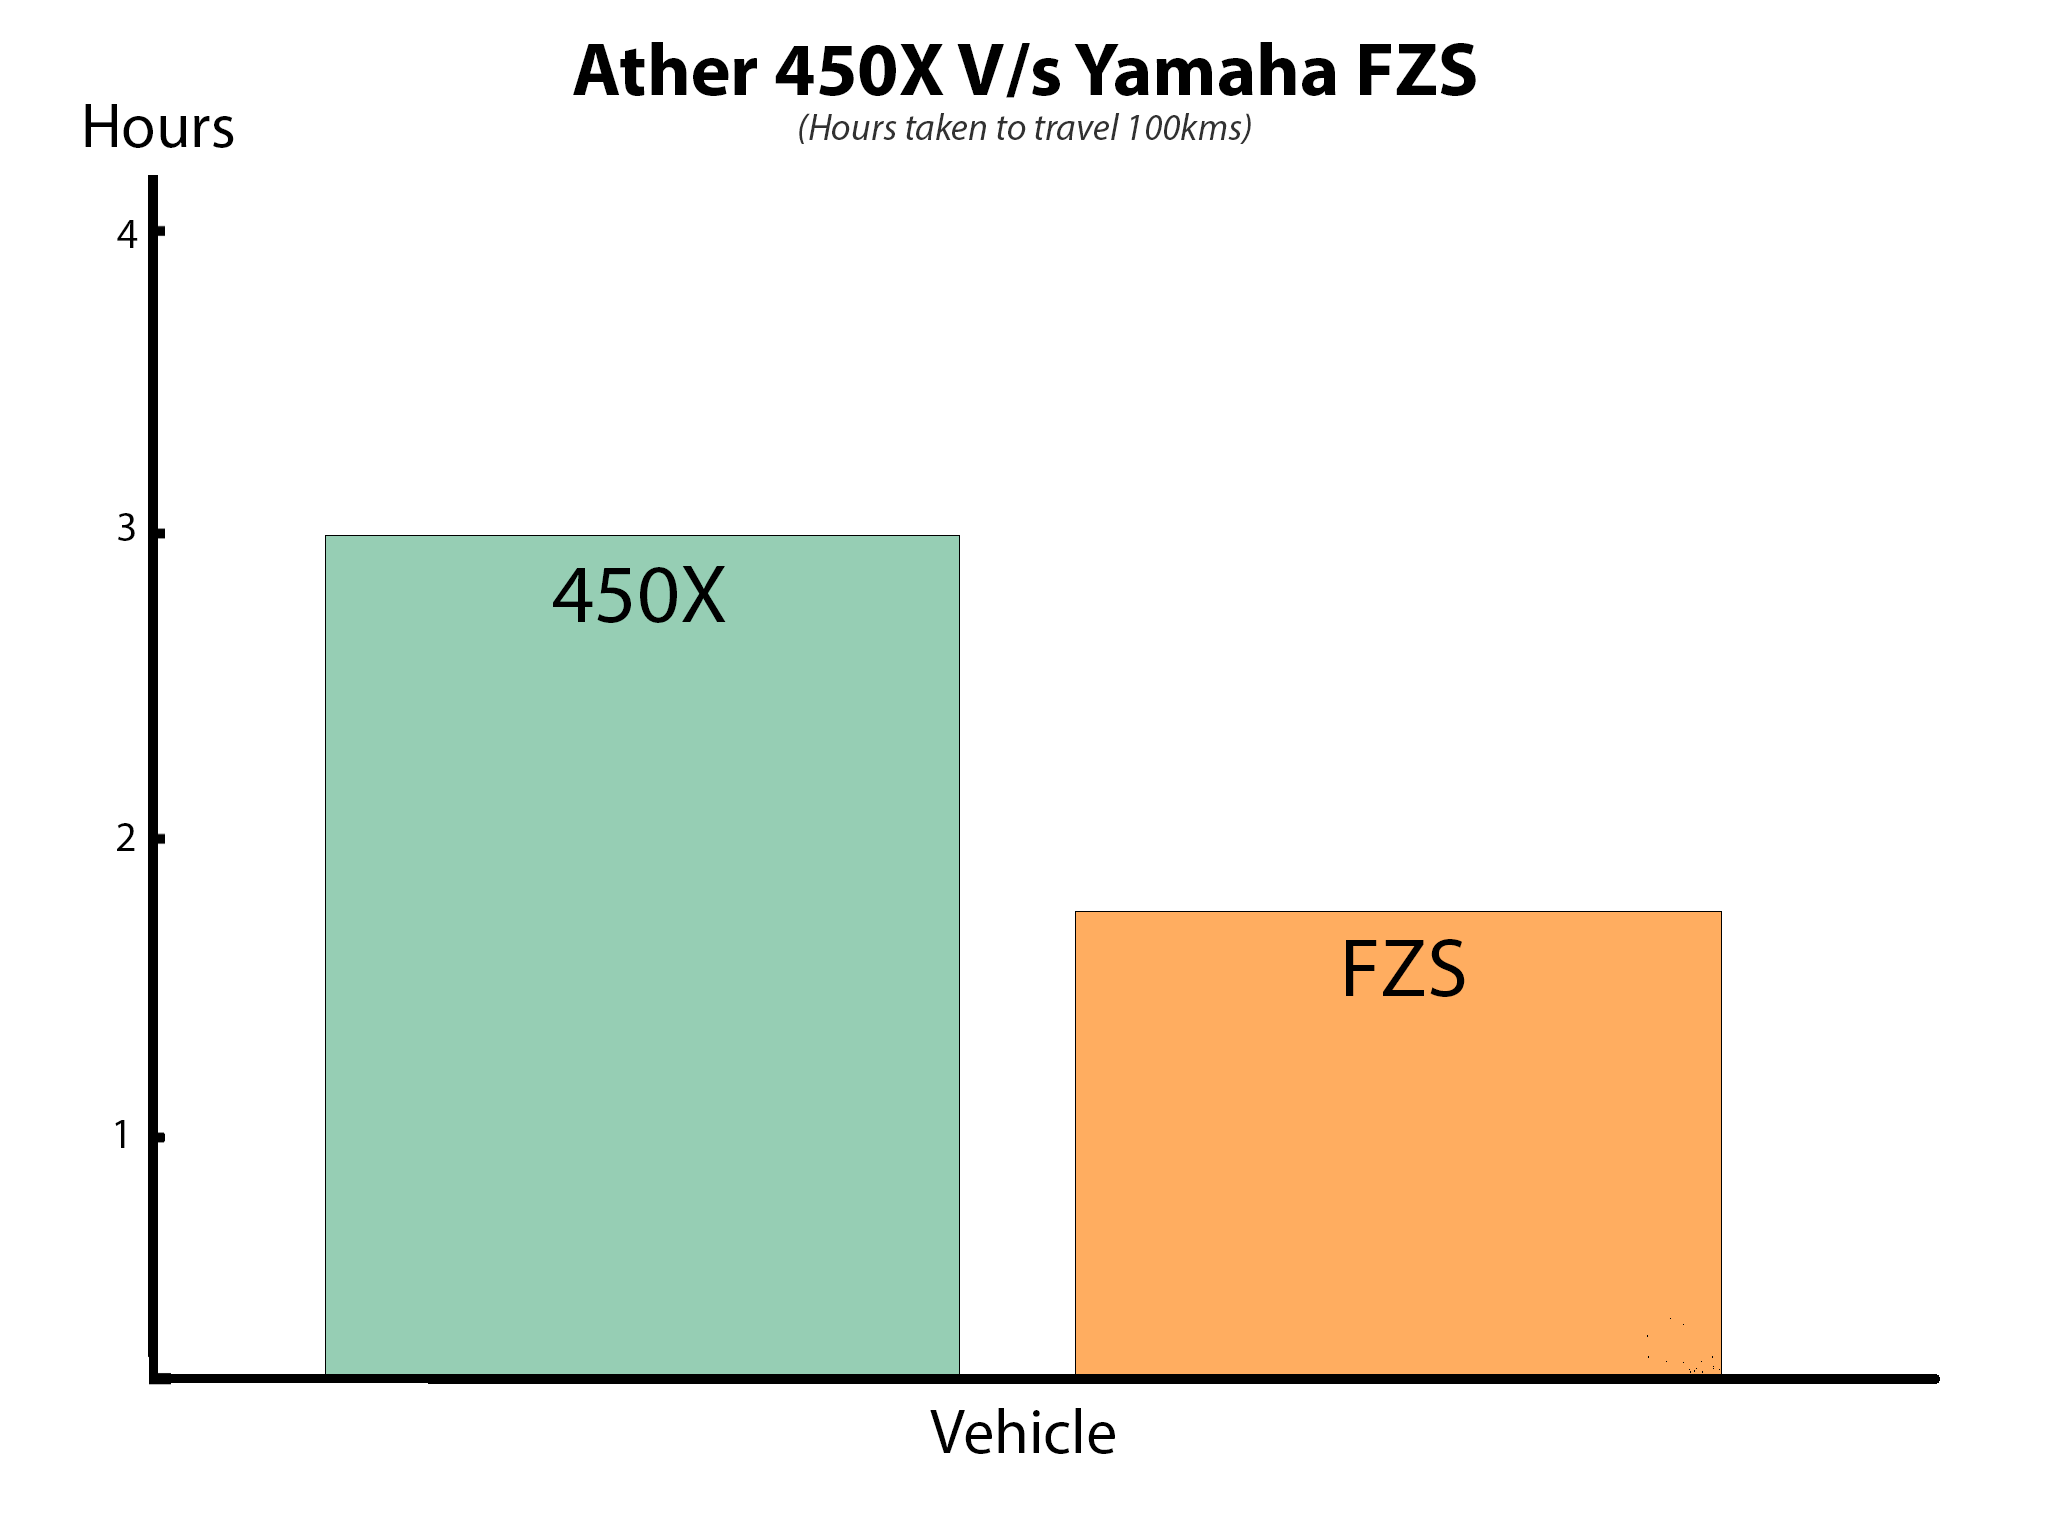 Ather 450X V/s Yamaha FZS
(Hours taken to travel 100kms)
Hours
4
3
2
1
450X
FZS
Vehicle